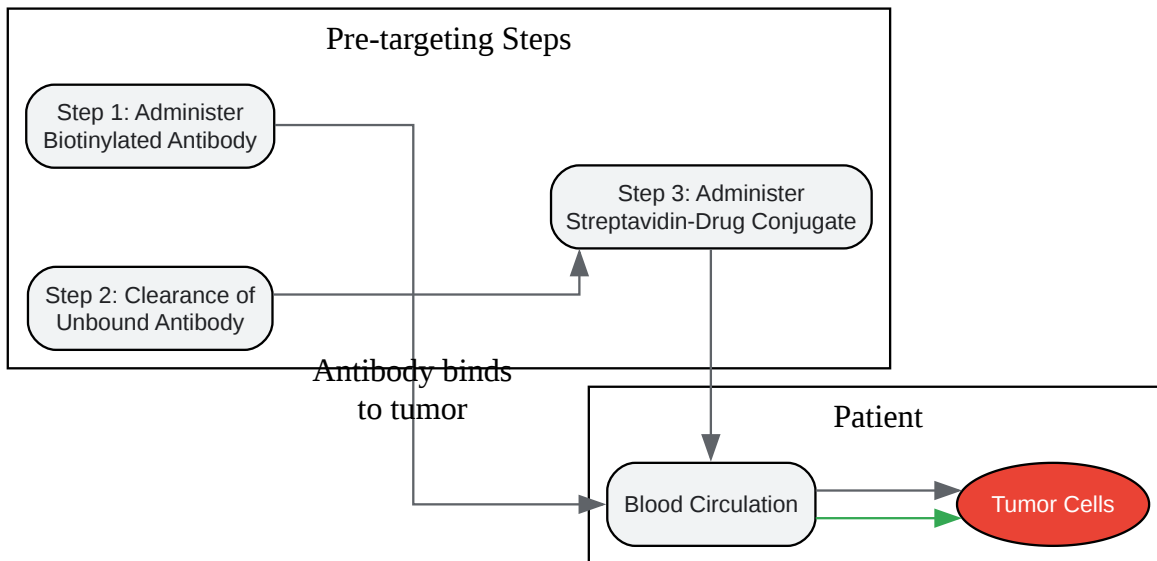 Pre-targeting Steps
Step 1: Administer
Biotinylated Antibody
Step 3: Administer
Streptavidin-Drug Conjugate
Step 2: Clearance of
Unbound Antibody
Antibody binds
to tumor
Patient
Blood Circulation
Tumor Cells